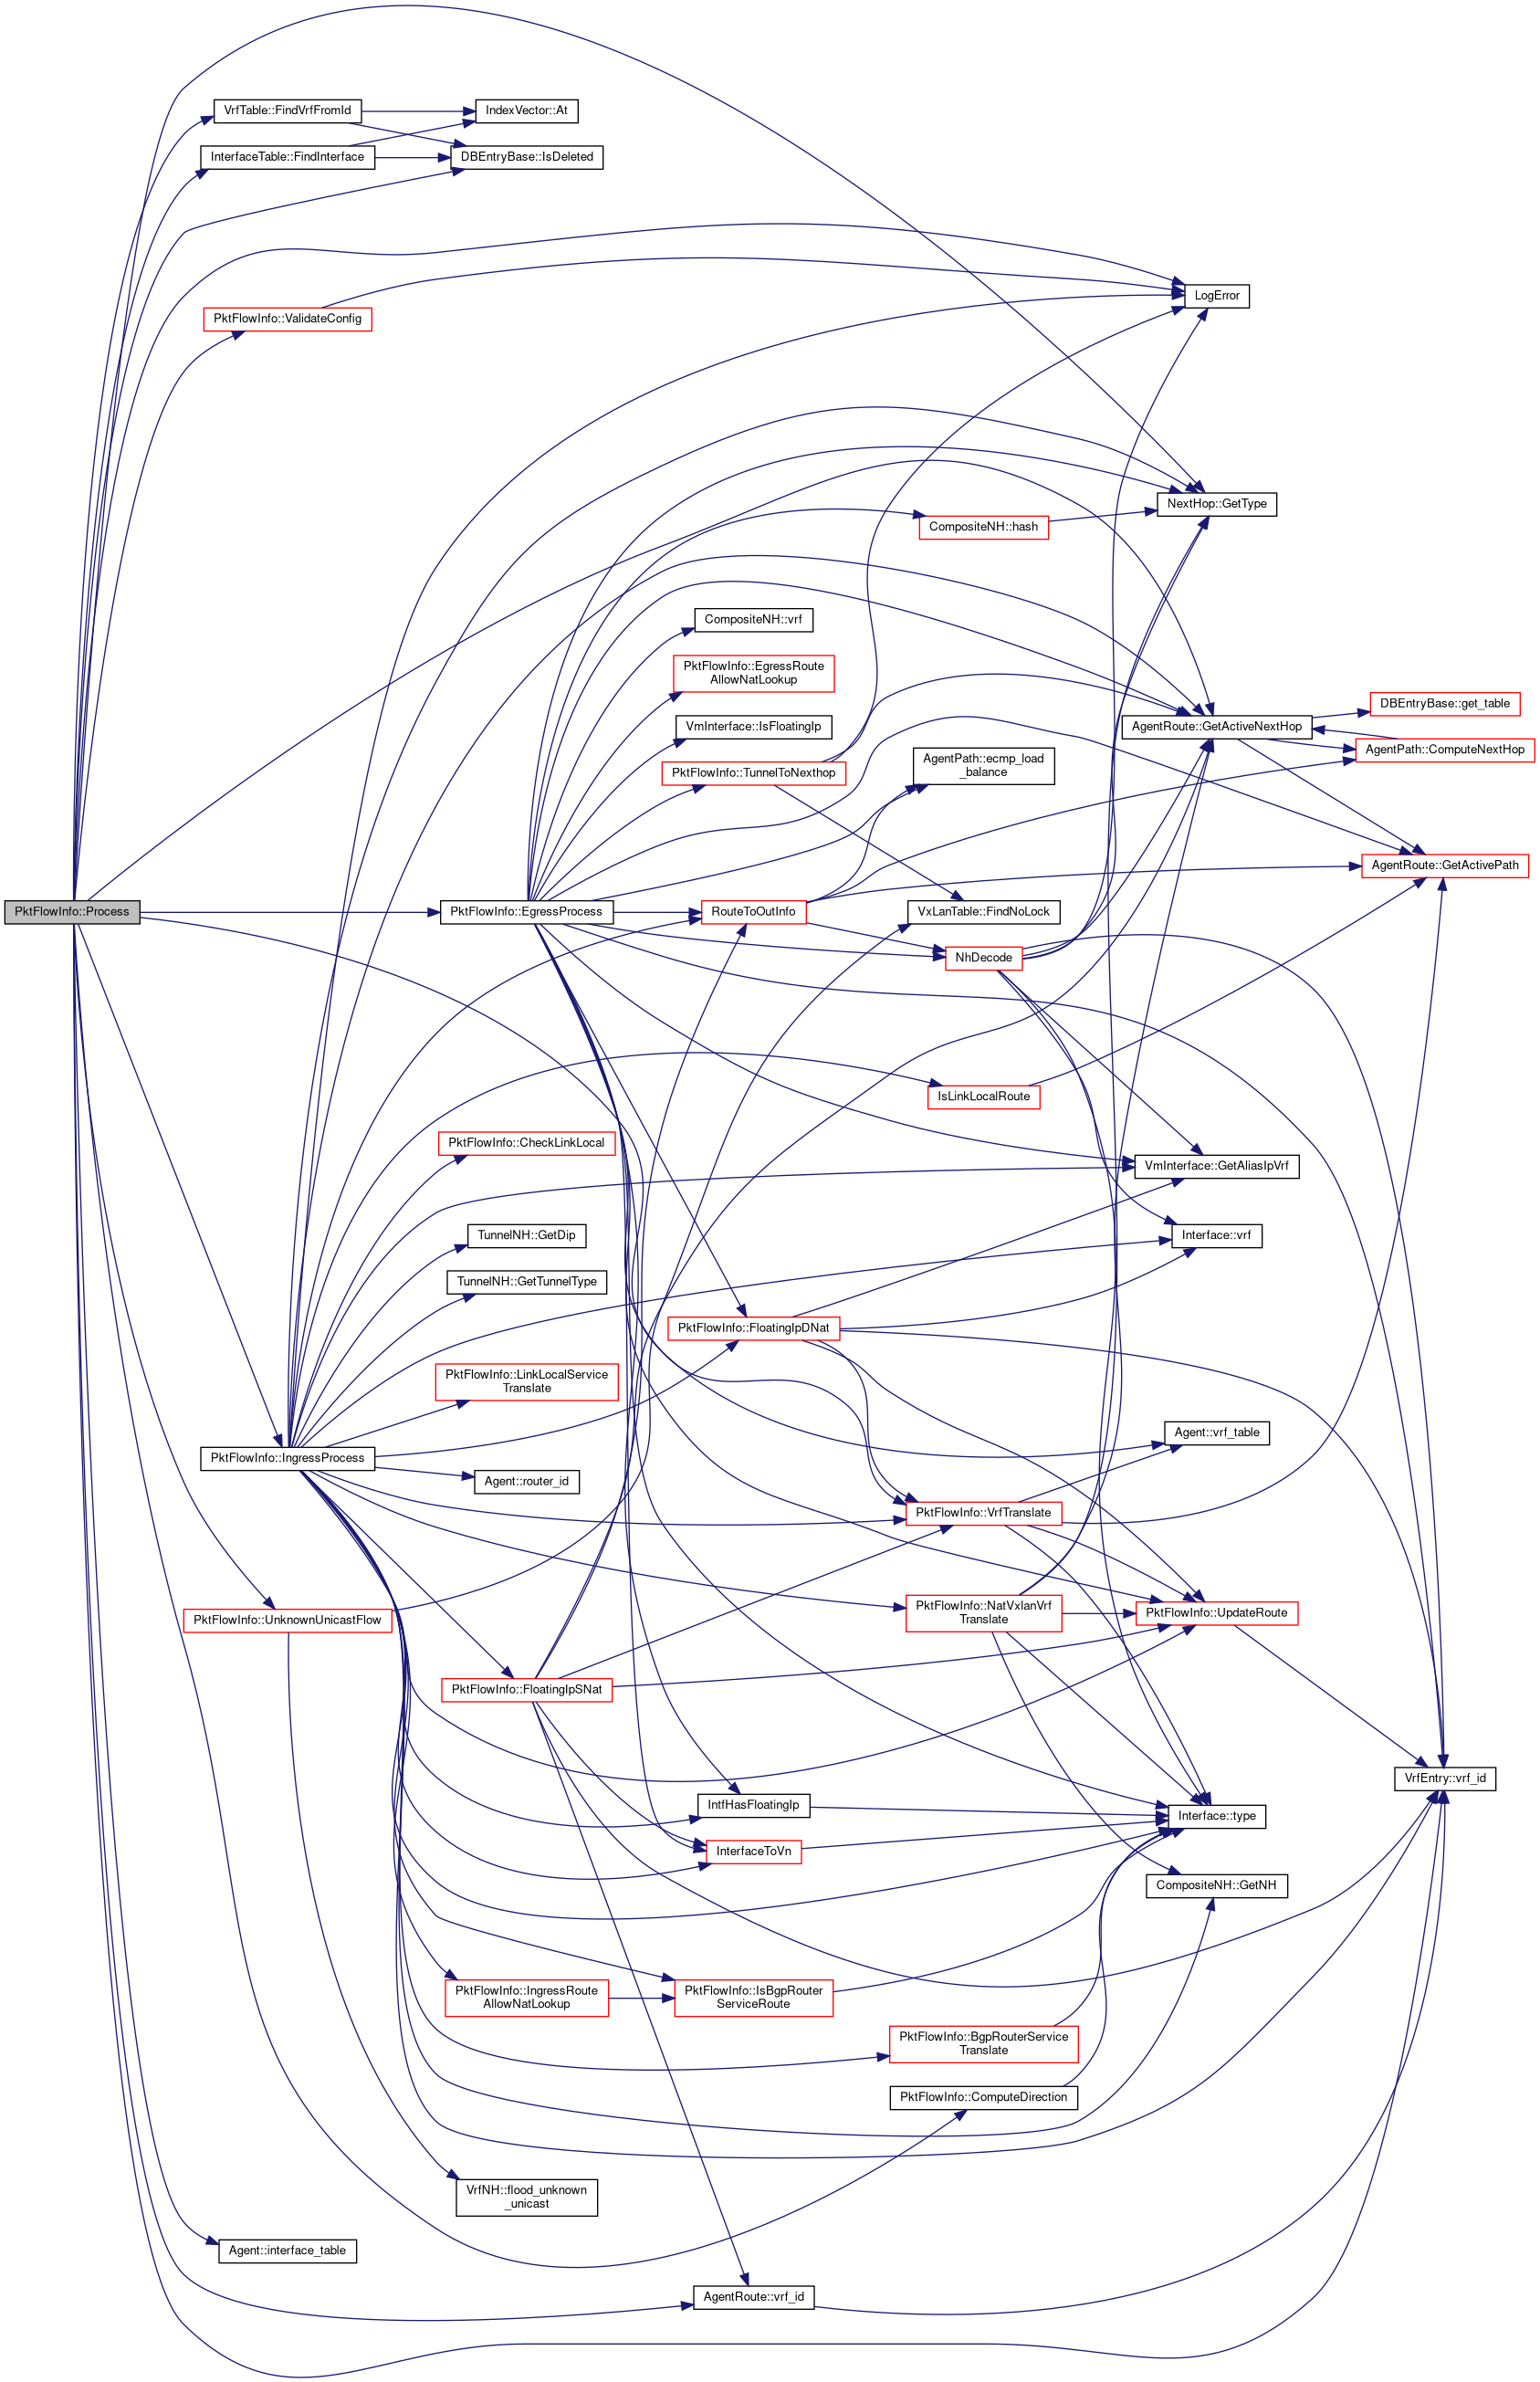 VrfTable::FindVrfFromId
IndexVector::At
InterfaceTable::FindInterface
DBEntryBase::IsDeleted
LogError
PktFlowInfo::ValidateConfig
NextHop::GetType
CompositeNH::hash
CompositeNH::vrf
PktFlowInfo::EgressRoute
AllowNatLookup
DBEntryBase::get_table
VmInterface::IsFloatingIp
AgentRoute::GetActiveNextHop
AgentPath::ComputeNextHop
PktFlowInfo::TunnelToNexthop
AgentPath::ecmp_load
_balance
AgentRoute::GetActivePath
PktFlowInfo::Process
PktFlowInfo::EgressProcess
RouteToOutInfo
VxLanTable::FindNoLock
NhDecode
IsLinkLocalRoute
PktFlowInfo::CheckLinkLocal
VmInterface::GetAliasIpVrf
TunnelNH::GetDip
Interface::vrf
TunnelNH::GetTunnelType
PktFlowInfo::FloatingIpDNat
PktFlowInfo::LinkLocalService
Translate
Agent::vrf_table
PktFlowInfo::IngressProcess
Agent::router_id
PktFlowInfo::VrfTranslate
PktFlowInfo::UnknownUnicastFlow
PktFlowInfo::NatVxlanVrf
Translate
PktFlowInfo::UpdateRoute
PktFlowInfo::FloatingIpSNat
VrfEntry::vrf_id
IntfHasFloatingIp
Interface::type
InterfaceToVn
CompositeNH::GetNH
PktFlowInfo::IngressRoute
AllowNatLookup
PktFlowInfo::IsBgpRouter
ServiceRoute
PktFlowInfo::BgpRouterService
Translate
PktFlowInfo::ComputeDirection
VrfNH::flood_unknown
_unicast
Agent::interface_table
AgentRoute::vrf_id